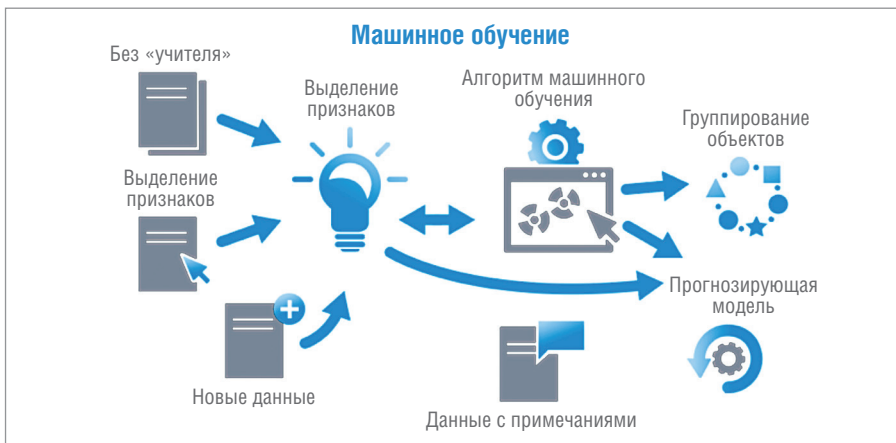 Машинное обучение
Без «учителя»
Выделение
признаков
Алгоритм машинного
обучения
Группирование
объектов
Выделение
признаков
Прогнозирующая
модель
Новые данные
Данные с примечаниями